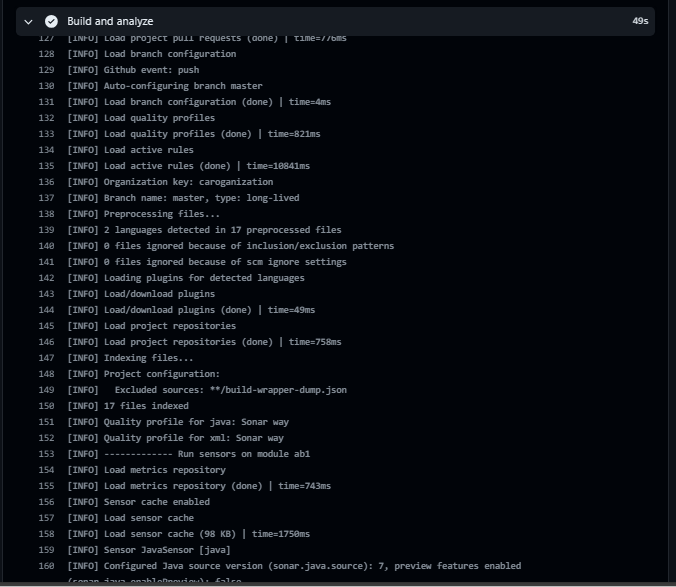 Build and analyze 49s
127 [INFO] Load project pull requests (done) | time=776ms
128 [INFO] Load branch configuration
129 [INFO] Github event: push
130 [INFO] Auto-configuring branch master
131 [INFO] Load branch configuration (done) | time=4ms
132 [INFO] Load quality profiles
133 [INFO] Load quality profiles (done) | time=821ms
134 [INFO] Load active rules
135 [INFO] Load active rules (done) | time=10841ms
136 [INFO] Organization key: caroganization
137 [INFO] Branch name: master, type: long-lived
138 [INFO] Preprocessing files...
139 [INFO] 2 languages detected in 17 preprocessed files
140 [INFO] 0 files ignored because of inclusion/exclusion patterns
141 [INFO] 0 files ignored because of scm ignore settings
142 [INFO] Loading plugins for detected languages
143 [INFO] Load/download plugins
144 [INFO] Load/download plugins (done) | time=49ms
145 [INFO] Load project repositories
146 [INFO] Load project repositories (done) | time=758ms
147 [INFO] Indexing files...
148 [INFO] Project configuration:
149 [INFO]   Excluded sources: **/build-wrapper-dump.json
150 [INFO] 17 files indexed
151 [INFO] Quality profile for java: Sonar way
152 [INFO] Quality profile for xml: Sonar way
153 [INFO] ------------- Run sensors on module ab1
154 [INFO] Load metrics repository
155 [INFO] Load metrics repository (done) | time=743ms
156 [INFO] Sensor cache enabled
157 [INFO] Load sensor cache
158 [INFO] Load sensor cache (98 KB) | time=1750ms
159 [INFO] Sensor JavaSensor [java]
160 [INFO] Configured Java source version (sonar.java.source): 7, preview features enabled
(sonar.java.enablePreview): false